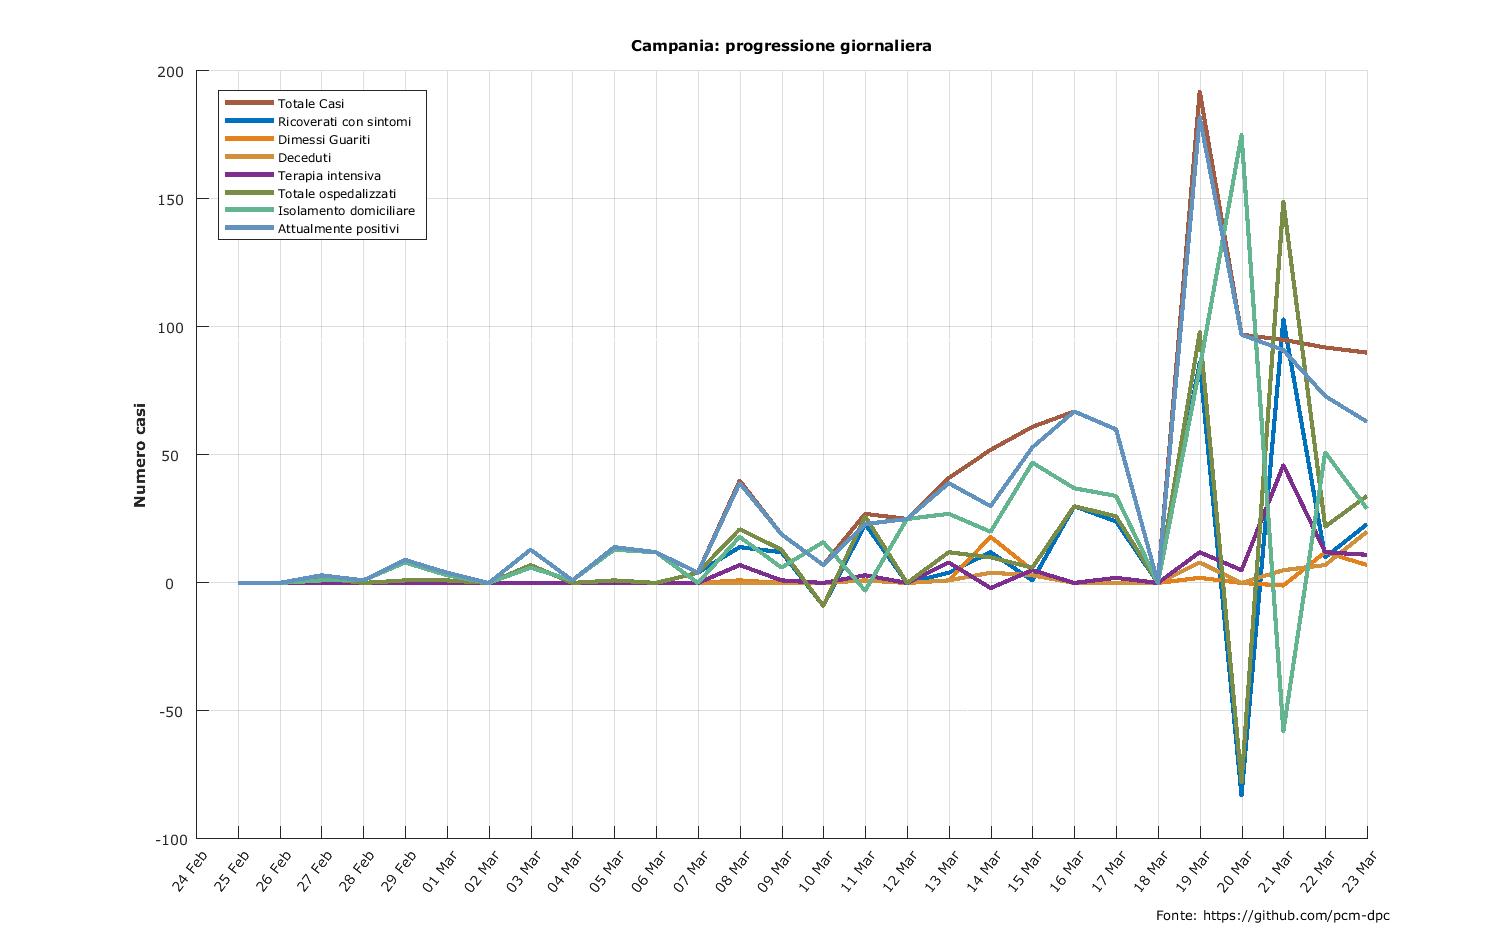 Campania: progressione giornaliera
200
150
100
50
0
-50
-100
Numero casi
Totale Casi
Ricoverati con sintomi
Dimessi Guariti
Deceduti
Terapia intensiva
Totale ospedalizzati
Isolamento domiciliare
Attualmente positivi
24 Feb
25 Feb
26 Feb
27 Feb
28 Feb
29 Feb
01 Mar
02 Mar
03 Mar
04 Mar
05 Mar
06 Mar
07 Mar
08 Mar
09 Mar
10 Mar
11 Mar
12 Mar
13 Mar
14 Mar
15 Mar
16 Mar
17 Mar
18 Mar
19 Mar
20 Mar
21 Mar
22 Mar
23 Mar
Fonte: https://github.com/pcm-dpc